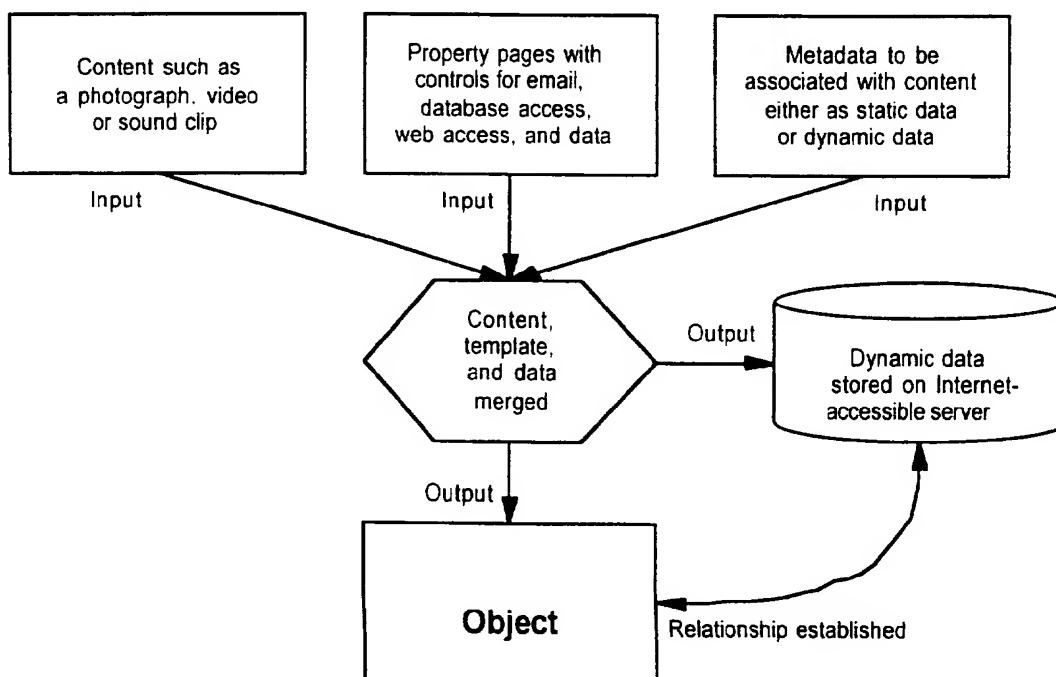 Content such as
a photograph. video
or sound clip
Property pages with
controls for email,
database access,
web access, and data
Metadata to be
associated with content
either as static data
or dynamic data
Input
Input
Input
Content,
template,
and data
merged
Output
Dynamic data
stored on Internet-
accessible server
Output
Object
Relationship established